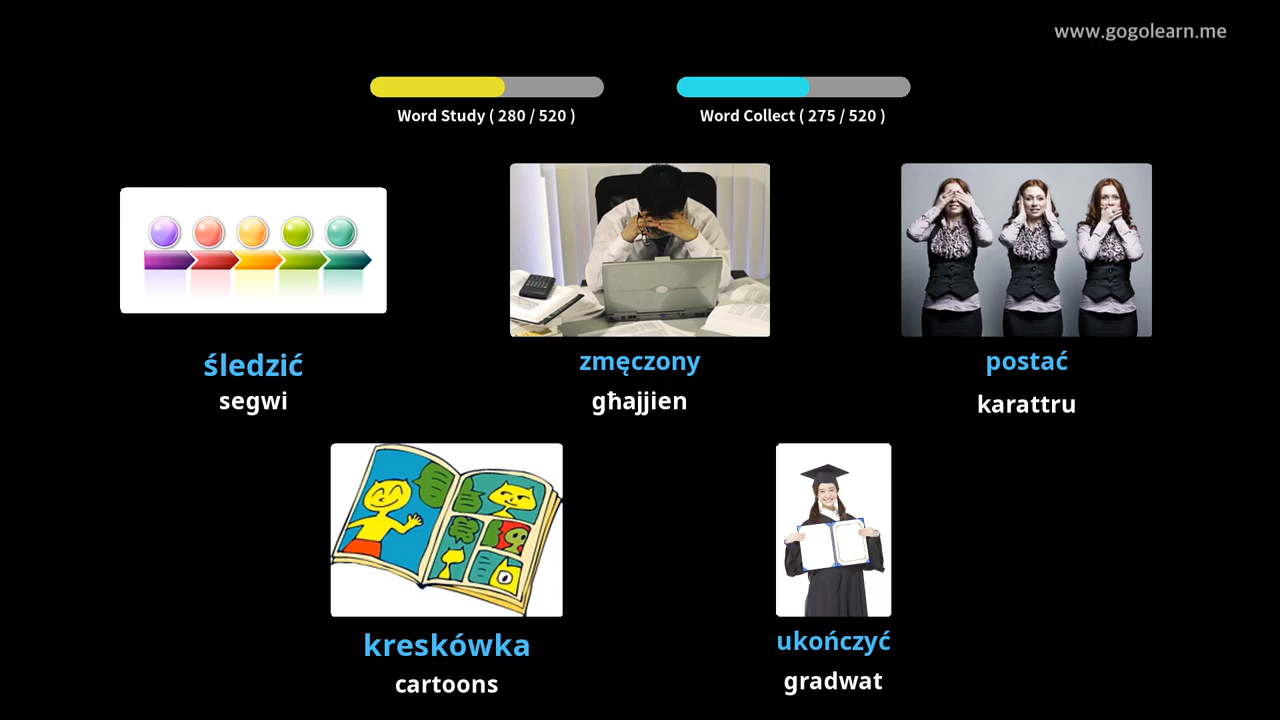 www.gogolearn.me
Word Study ( 280 / 520 )
Word Collect ( 275 / 520 )
śledzić
segwi
zmęczony
għajjien
postać
karattru
kreskówka
cartoons
ukończyć
gradwat